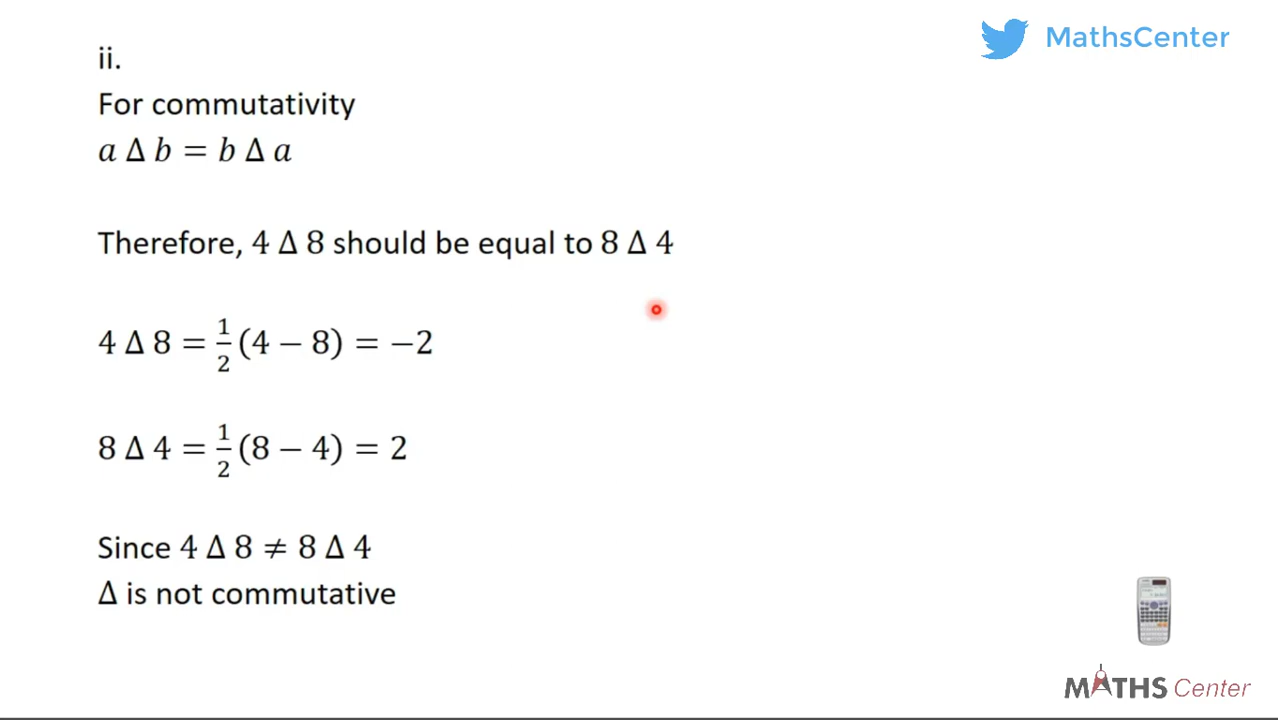 MathsCenter
ii.
For commutativity
a Δ b = b Δ a
Therefore, 4 Δ 8 should be equal to 8 Δ 4
4 Δ 8 = 1/2 (4 − 8) = −2
8 Δ 4 = 1/2 (8 − 4) = 2
Since 4 Δ 8 ≠ 8 Δ 4
Δ is not commutative
MATHS Center